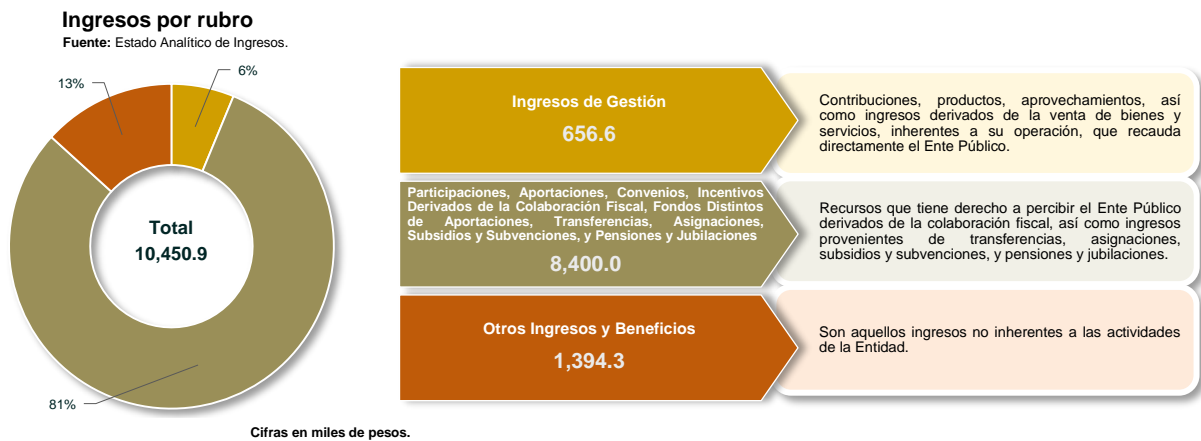 Ingresos por rubro
Fuente: Estado Analítico de Ingresos.
13%
6%
Total
10,450.9
81%
Ingresos de Gestión
656.6
Contribuciones, productos, aprovechamientos, así
como ingresos derivados de la venta de bienes y
servicios, inherentes a su operación, que recauda
directamente el Ente Público.
Participaciones, Aportaciones, Convenios, Incentivos
Derivados de la Colaboración Fiscal, Fondos Distintos
de Aportaciones, Transferencias, Asignaciones,
Subsidios y Subvenciones, y Pensiones y Jubilaciones
8,400.0
Recursos que tiene derecho a percibir el Ente Público
derivados de la colaboración fiscal, así como ingresos
provenientes de transferencias, asignaciones,
subsidios y subvenciones, y pensiones y jubilaciones.
Otros Ingresos y Beneficios
1,394.3
Son aquellos ingresos no inherentes a las actividades
de la Entidad.
Cifras en miles de pesos.